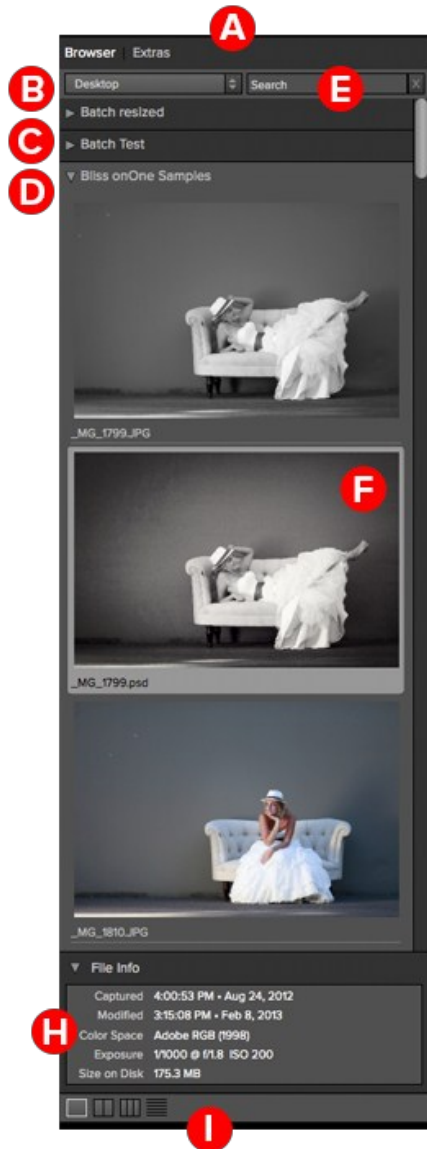 A
Browser Extras
B Desktop Search E X
Batch resized
C Batch Test
D Bliss onOne Samples
_MG_1799.JPG
F
_MG_1799.psd
_MG_1810.JPG
File Info
Captured 4:00:53 PM • Aug 24, 2012
Modified 3:15:08 PM • Feb 8, 2013
H Color Space Adobe RGB (1998)
Exposure 1/1000 @ f/1.8 ISO 200
Size on Disk 175.3 MB
I